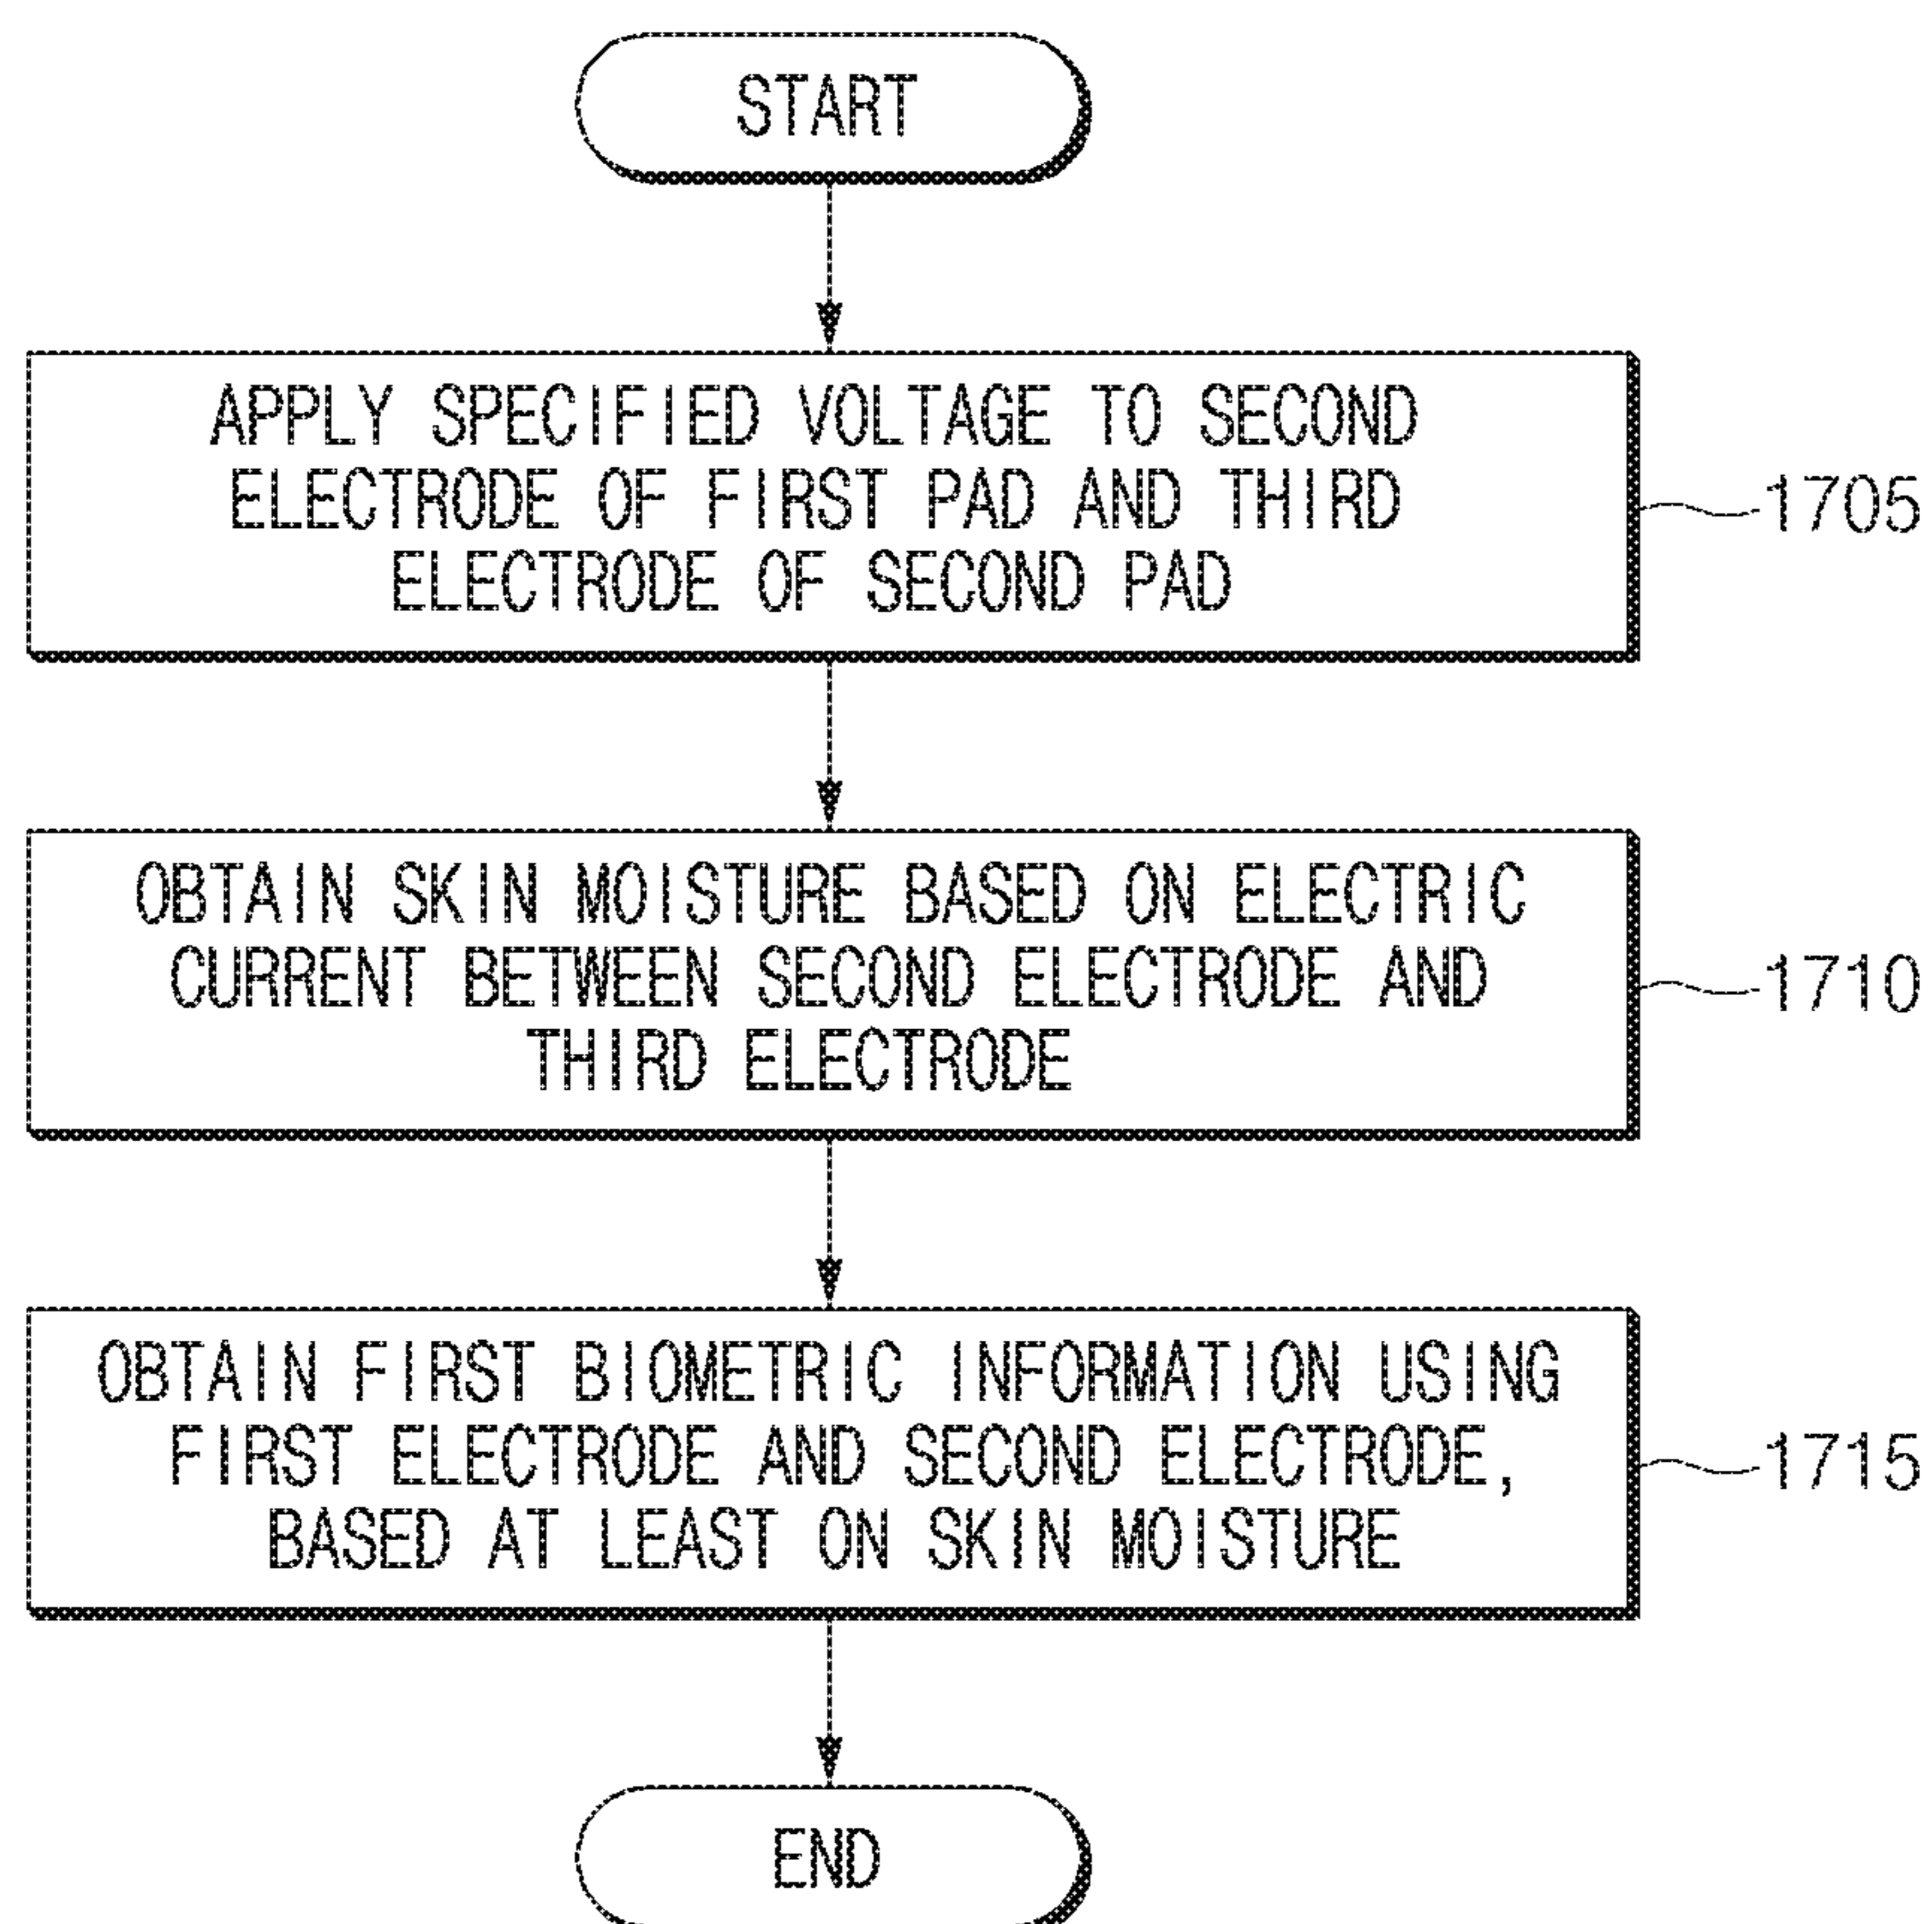 START
APPLY SPECIFIED VOLTAGE TO SECOND
ELECTRODE OF FIRST PAD AND THIRD
ELECTRODE OF SECOND PAD
1705
OBTAIN SKIN MOISTURE BASED ON ELECTRIC
CURRENT BETWEEN SECOND ELECTRODE AND
THIRD ELECTRODE
1710
OBTAIN FIRST BIOMETRIC INFORMATION USING
FIRST ELECTRODE AND SECOND ELECTRODE,
BASED AT LEAST ON SKIN MOISTURE
1715
END